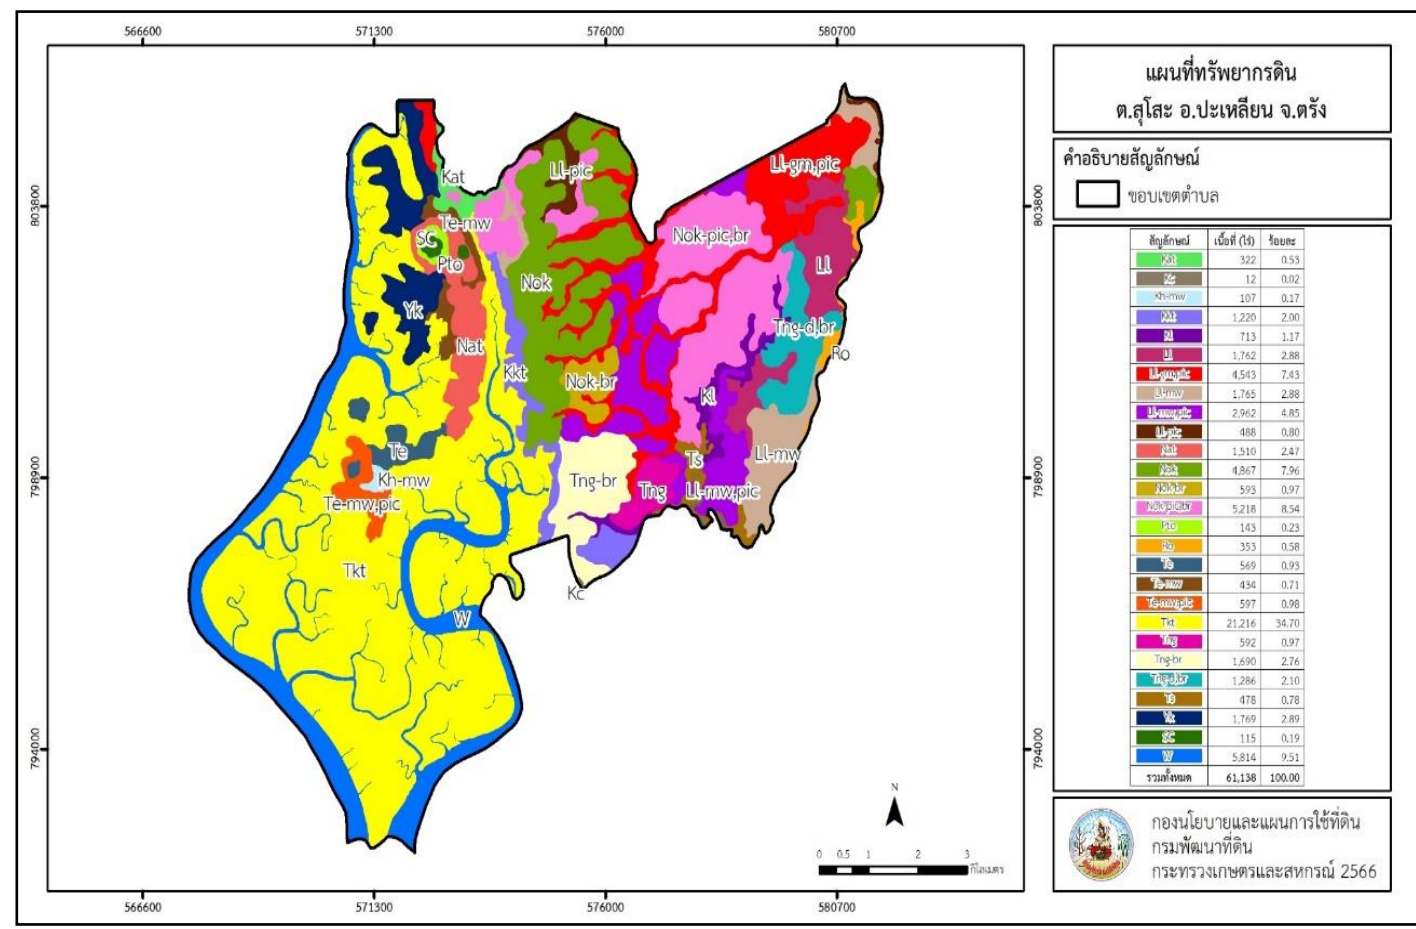 566600 571300 576000 580700
แผนที่ทรัพยากรดิน
ต.สุโสะ อ.ปะเหลียน จ.ตรัง
คำอธิบายสัญลักษณ์
ขอบเขตตำบล
803800 803800
798900 798900
794000 794000
Kat
Ll-pic
Ll-gm,pic
Te-mw
SC
Nok-pic,br
Pto
Ll
Nok
Yk
Tng-d,br
Nat
Ro
Kkt
Nok-br
Kl
Te
Ts
Ll-mw
Kh-mw
Tng-br
Tng
Ll-mw,pic
Te-mw,pic
Tkt
Kc
W
สัญลักษณ์ เนื้อที่ (ไร่) ร้อยละ
Kat 322 0.53
Kc 12 0.02
Kh-mw 107 0.17
Kkt 1,220 2.00
Kl 713 1.17
Ll 1,762 2.88
Ll-gm,pic 4,543 7.43
Ll-mw 1,765 2.88
Ll-mw,pic 2,962 4.85
Ll-pic 488 0.80
Nat 1,510 2.47
Nok 4,867 7.96
Nok-br 593 0.97
Nok-pic,br 5,218 8.54
Pto 143 0.23
Ro 353 0.58
Te 569 0.93
Te-mw 434 0.71
Te-mw,pic 597 0.98
Tkt 21,216 34.70
Tng 592 0.97
Tng-br 1,690 2.76
Tng-d,br 1,286 2.10
Ts 478 0.78
Yk 1,769 2.89
SC 115 0.19
W 5,814 9.51
รวมทั้งหมด 61,138 100.00
N
0 0.5 1 2 3
กิโลเมตร
กองนโยบายและแผนการใช้ที่ดิน
กรมพัฒนาที่ดิน
กระทรวงเกษตรและสหกรณ์ 2566
566600 571300 576000 580700